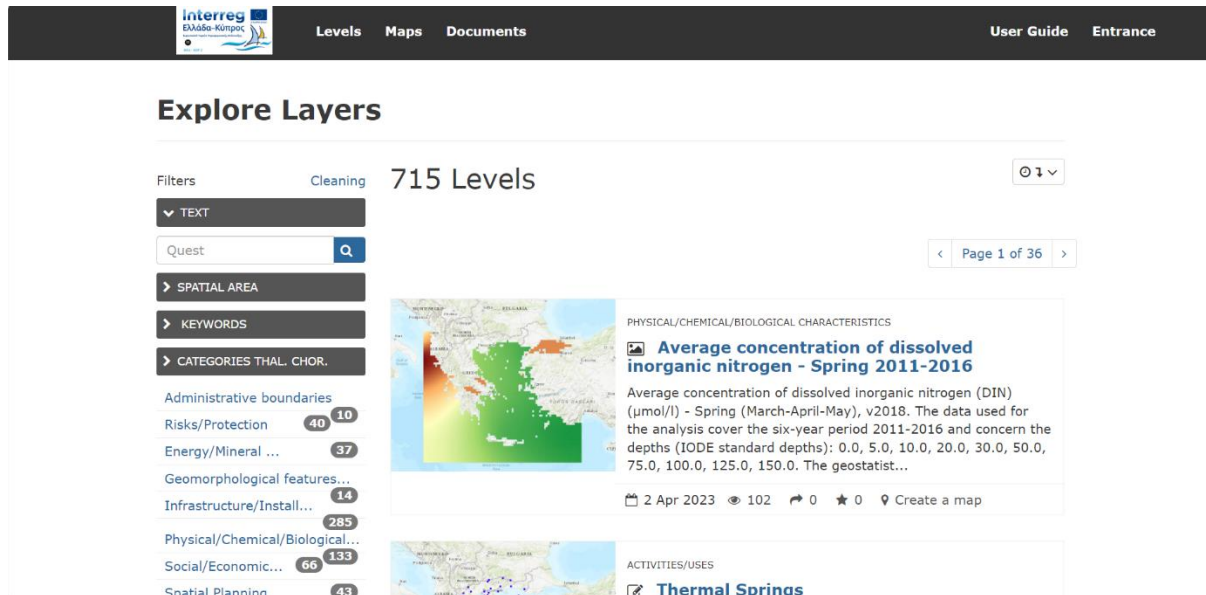 Interreg
Ελλάδα-Κύπρος
Levels Maps Documents User Guide Entrance
Explore Layers
Filters Cleaning
715 Levels
TEXT
Quest
Page 1 of 36
SPATIAL AREA
KEYWORDS
CATEGORIES THAL. CHOR.
Administrative boundaries
10
Risks/Protection 40
Energy/Mineral ... 37
Geomorphological features...
14
Infrastructure/Install...
285
Physical/Chemical/Biological...
133
Social/Economic... 66
Spatial Planning 43
PHYSICAL/CHEMICAL/BIOLOGICAL CHARACTERISTICS
Average concentration of dissolved
inorganic nitrogen - Spring 2011-2016
Average concentration of dissolved inorganic nitrogen (DIN)
(μmol/l) - Spring (March-April-May), v2018. The data used for
the analysis cover the six-year period 2011-2016 and concern the
depths (IODE standard depths): 0.0, 5.0, 10.0, 20.0, 30.0, 50.0,
75.0, 100.0, 125.0, 150.0. The geostatist...
2 Apr 2023 102 0 0 Create a map
ACTIVITIES/USES
Thermal Springs